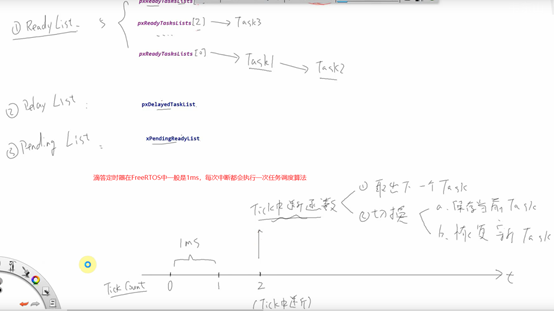 ① ReadyList
pxReadyTasksLists
pxReadyTasksLists [2] → Task3
....
pxReadyTasksLists [0] → Task1 → Task2
② Delay List : pxDelayedTaskList
③ Pending List : xPendingReadyList
滴答定时器在FreeRTOS中一般是1ms，每次中断都会执行一次任务调度算法
① 取出下一个Task
Tick中断
②切换
a. 保存当前Task
b. 恢复新Task
1ms
Tick Count 0 1 2 t
(Tick中断)